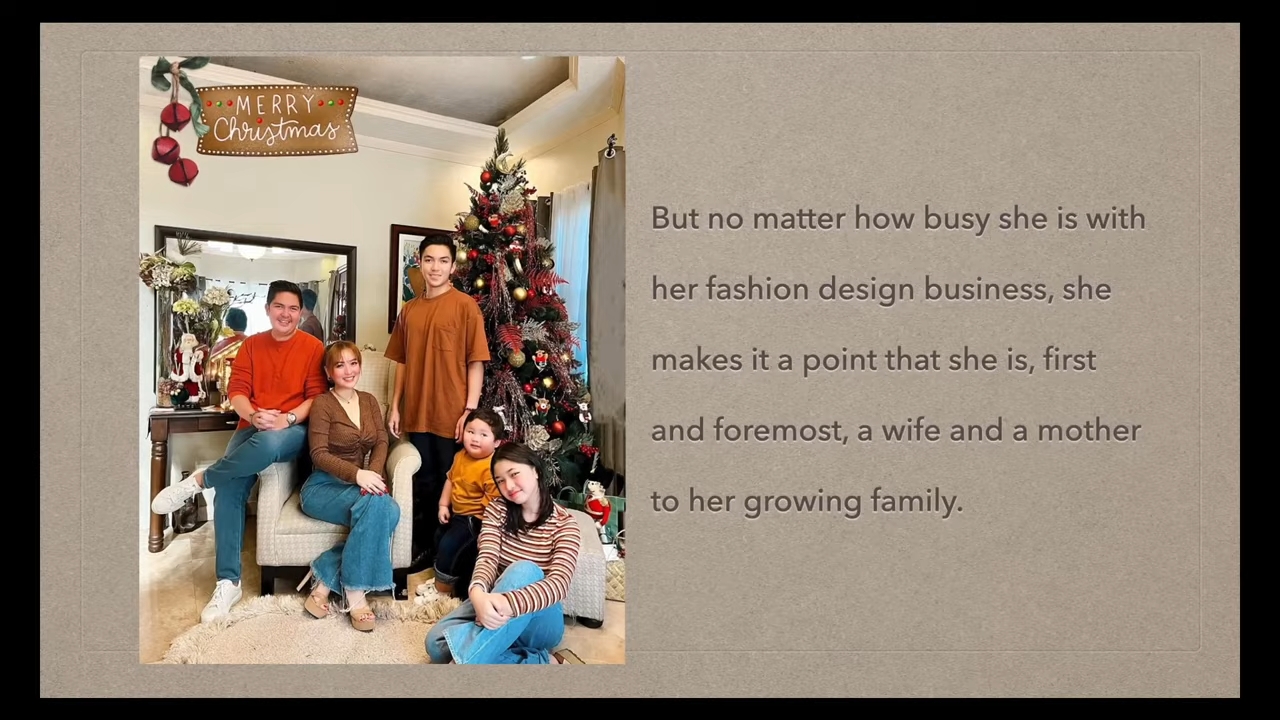 MERRY
Christmas
But no matter how busy she is with
her fashion design business, she
makes it a point that she is, first
and foremost, a wife and a mother
to her growing family.